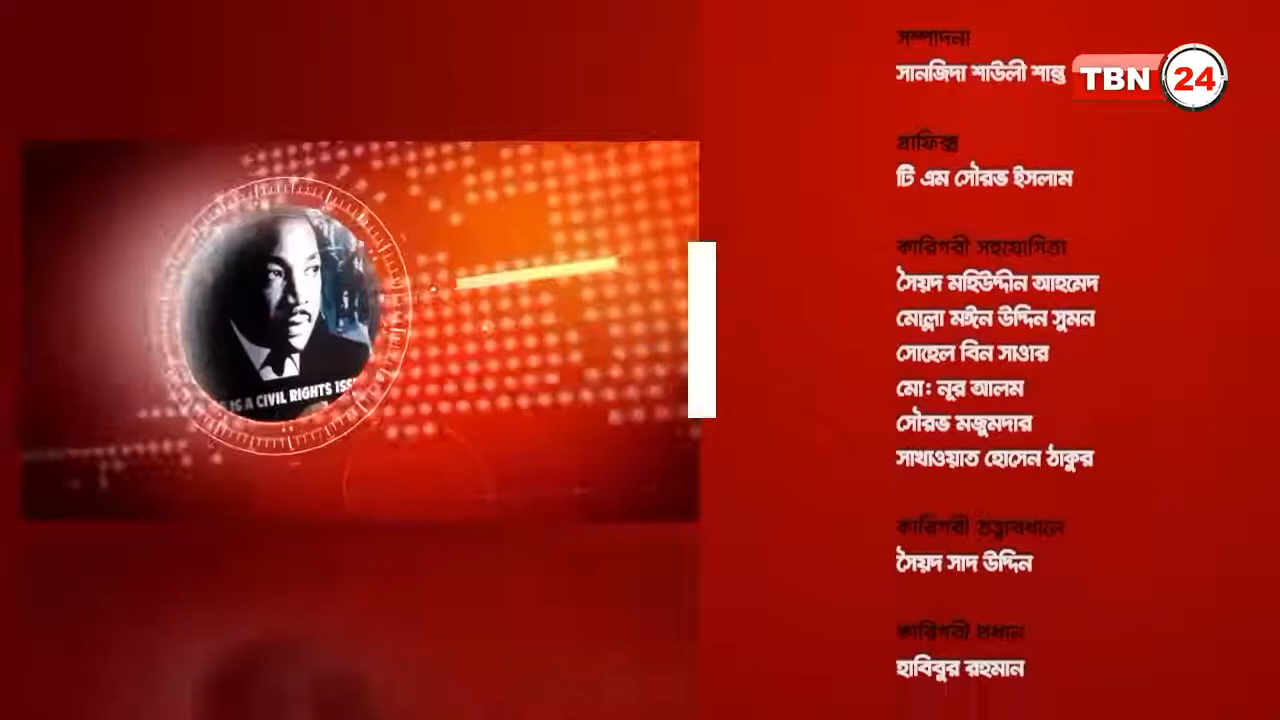 সম্পাদনা
সানজিদা শাউলী শান্ত
TBN 24
গ্রাফিক্স
টি এম সৌরভ ইসলাম
কারিগরী সহযোগিতা
সৈয়দ মহিউদ্দীন আহমেদ
মোল্লা মঈন উদ্দিন সুমন
সোহেল বিন সাত্তার
মো: নূর আলম
সৌরভ মজুমদার
সাখাওয়াত হোসেন ঠাকুর
কারিগরী তত্ত্বাবধানে
সৈয়দ সাদ উদ্দিন
কারিগরী প্রধান
হাবিবুর রহমান
IS A CIVIL RIGHTS ISS